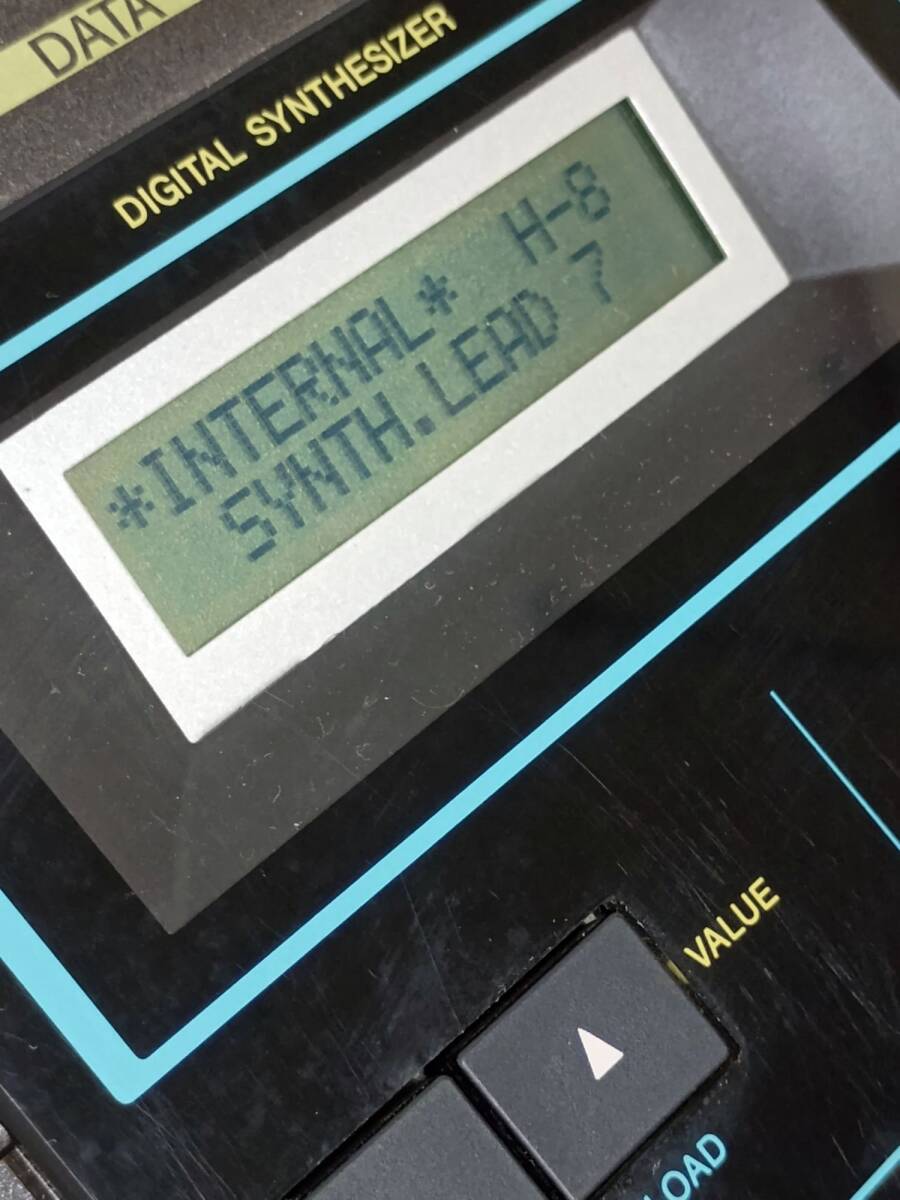 DATA
DIGITAL SYNTHESIZER
*INTERNAL* H-8
SYNTH.LEAD 7
VALUE
LOAD